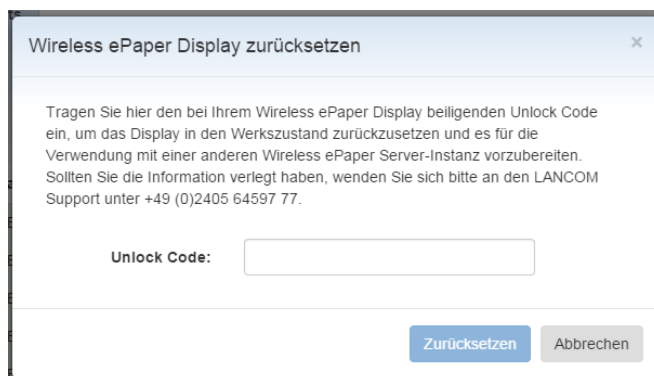 Wireless ePaper Display zurücksetzen
×
Tragen Sie hier den bei Ihrem Wireless ePaper Display beiligenden Unlock Code
ein, um das Display in den Werkszustand zurückzusetzen und es für die
Verwendung mit einer anderen Wireless ePaper Server-Instanz vorzubereiten.
Sollten Sie die Information verlegt haben, wenden Sie sich bitte an den LANCOM
Support unter +49 (0)2405 64597 77.
Unlock Code:
Zurücksetzen Abbrechen